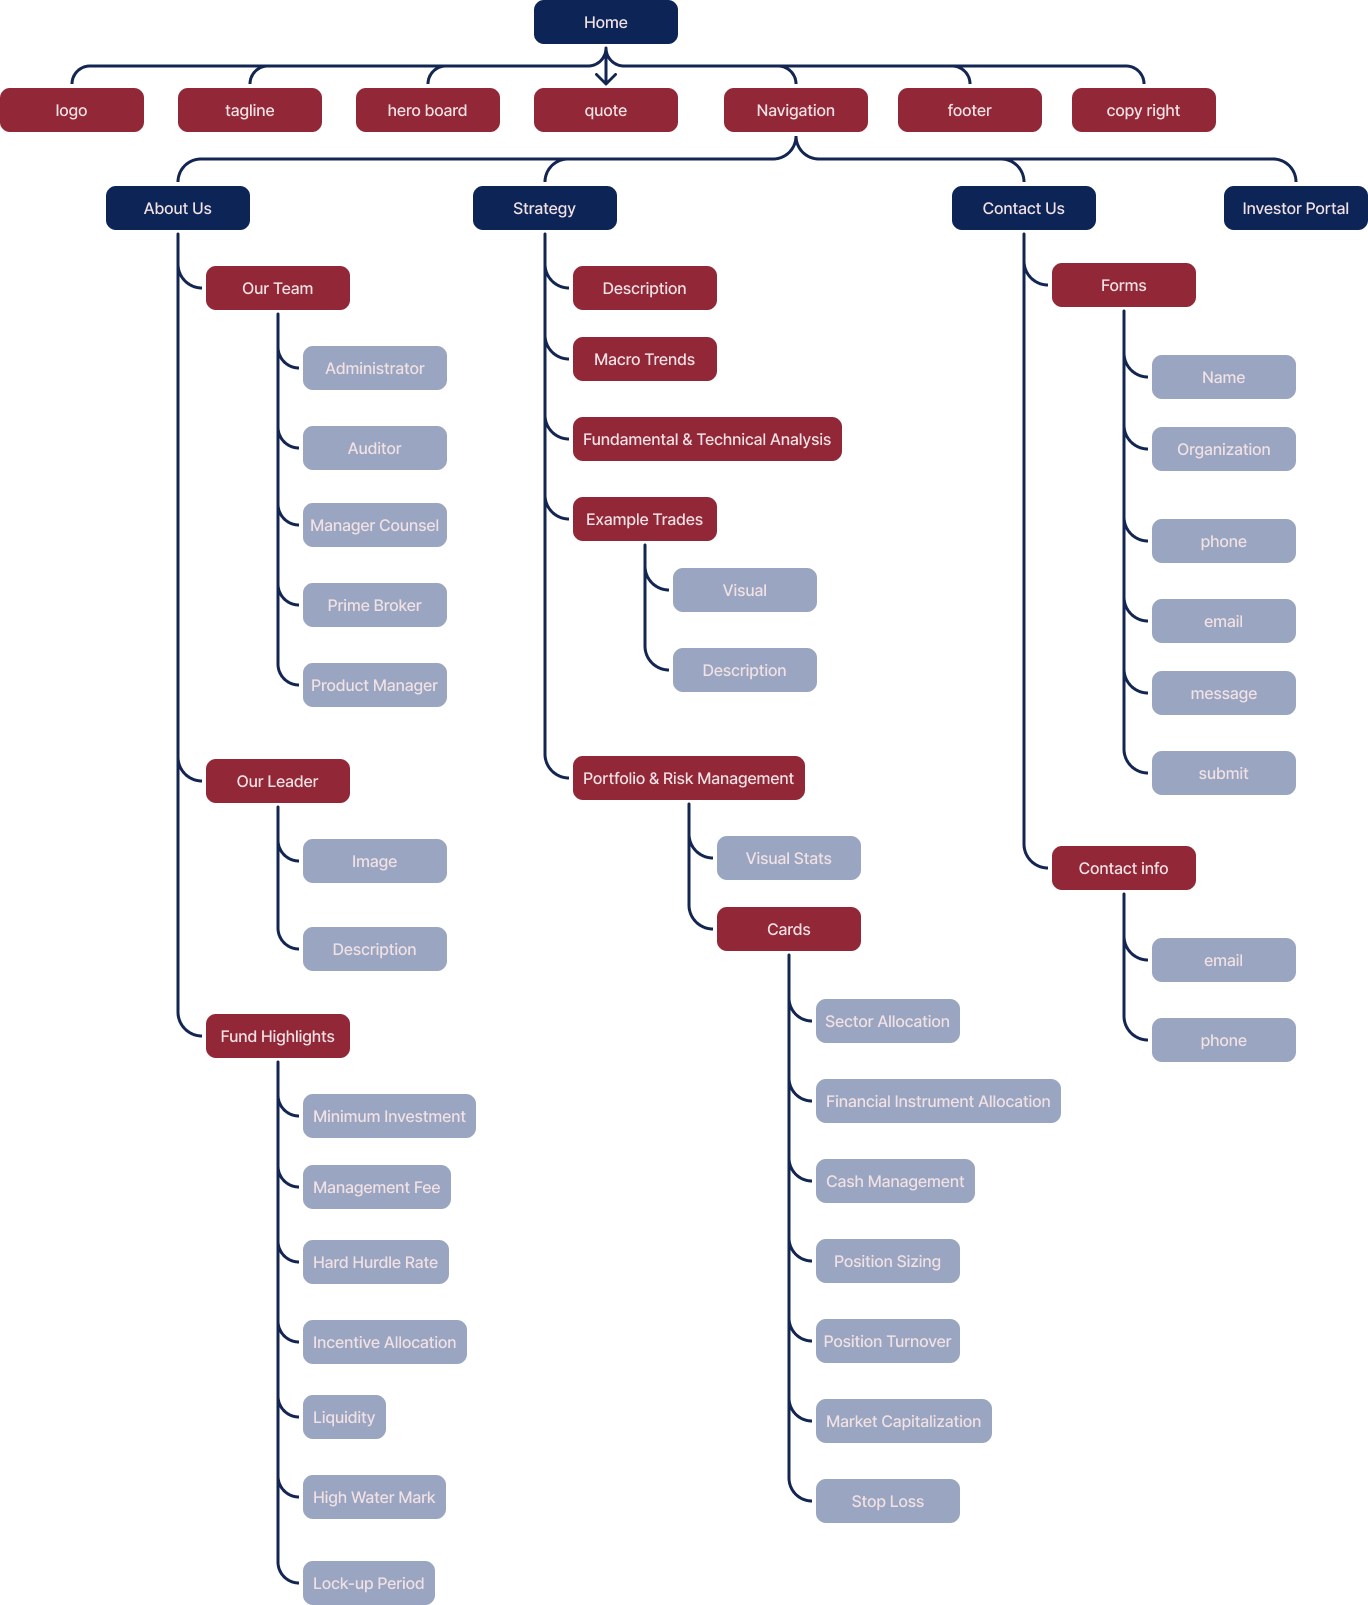 Home
logo
tagline
hero board
quote
Navigation
footer
copy right
About Us
Strategy
Contact Us
Investor Portal
Our Team
Administrator
Auditor
Manager Counsel
Prime Broker
Product Manager
Our Leader
Image
Description
Fund Highlights
Minimum Investment
Management Fee
Hard Hurdle Rate
Incentive Allocation
Liquidity
High Water Mark
Lock-up Period
Description
Macro Trends
Fundamental & Technical Analysis
Example Trades
Visual
Description
Portfolio & Risk Management
Visual Stats
Cards
Sector Allocation
Financial Instrument Allocation
Cash Management
Position Sizing
Position Turnover
Market Capitalization
Stop Loss
Forms
Name
Organization
phone
email
message
submit
Contact info
email
phone